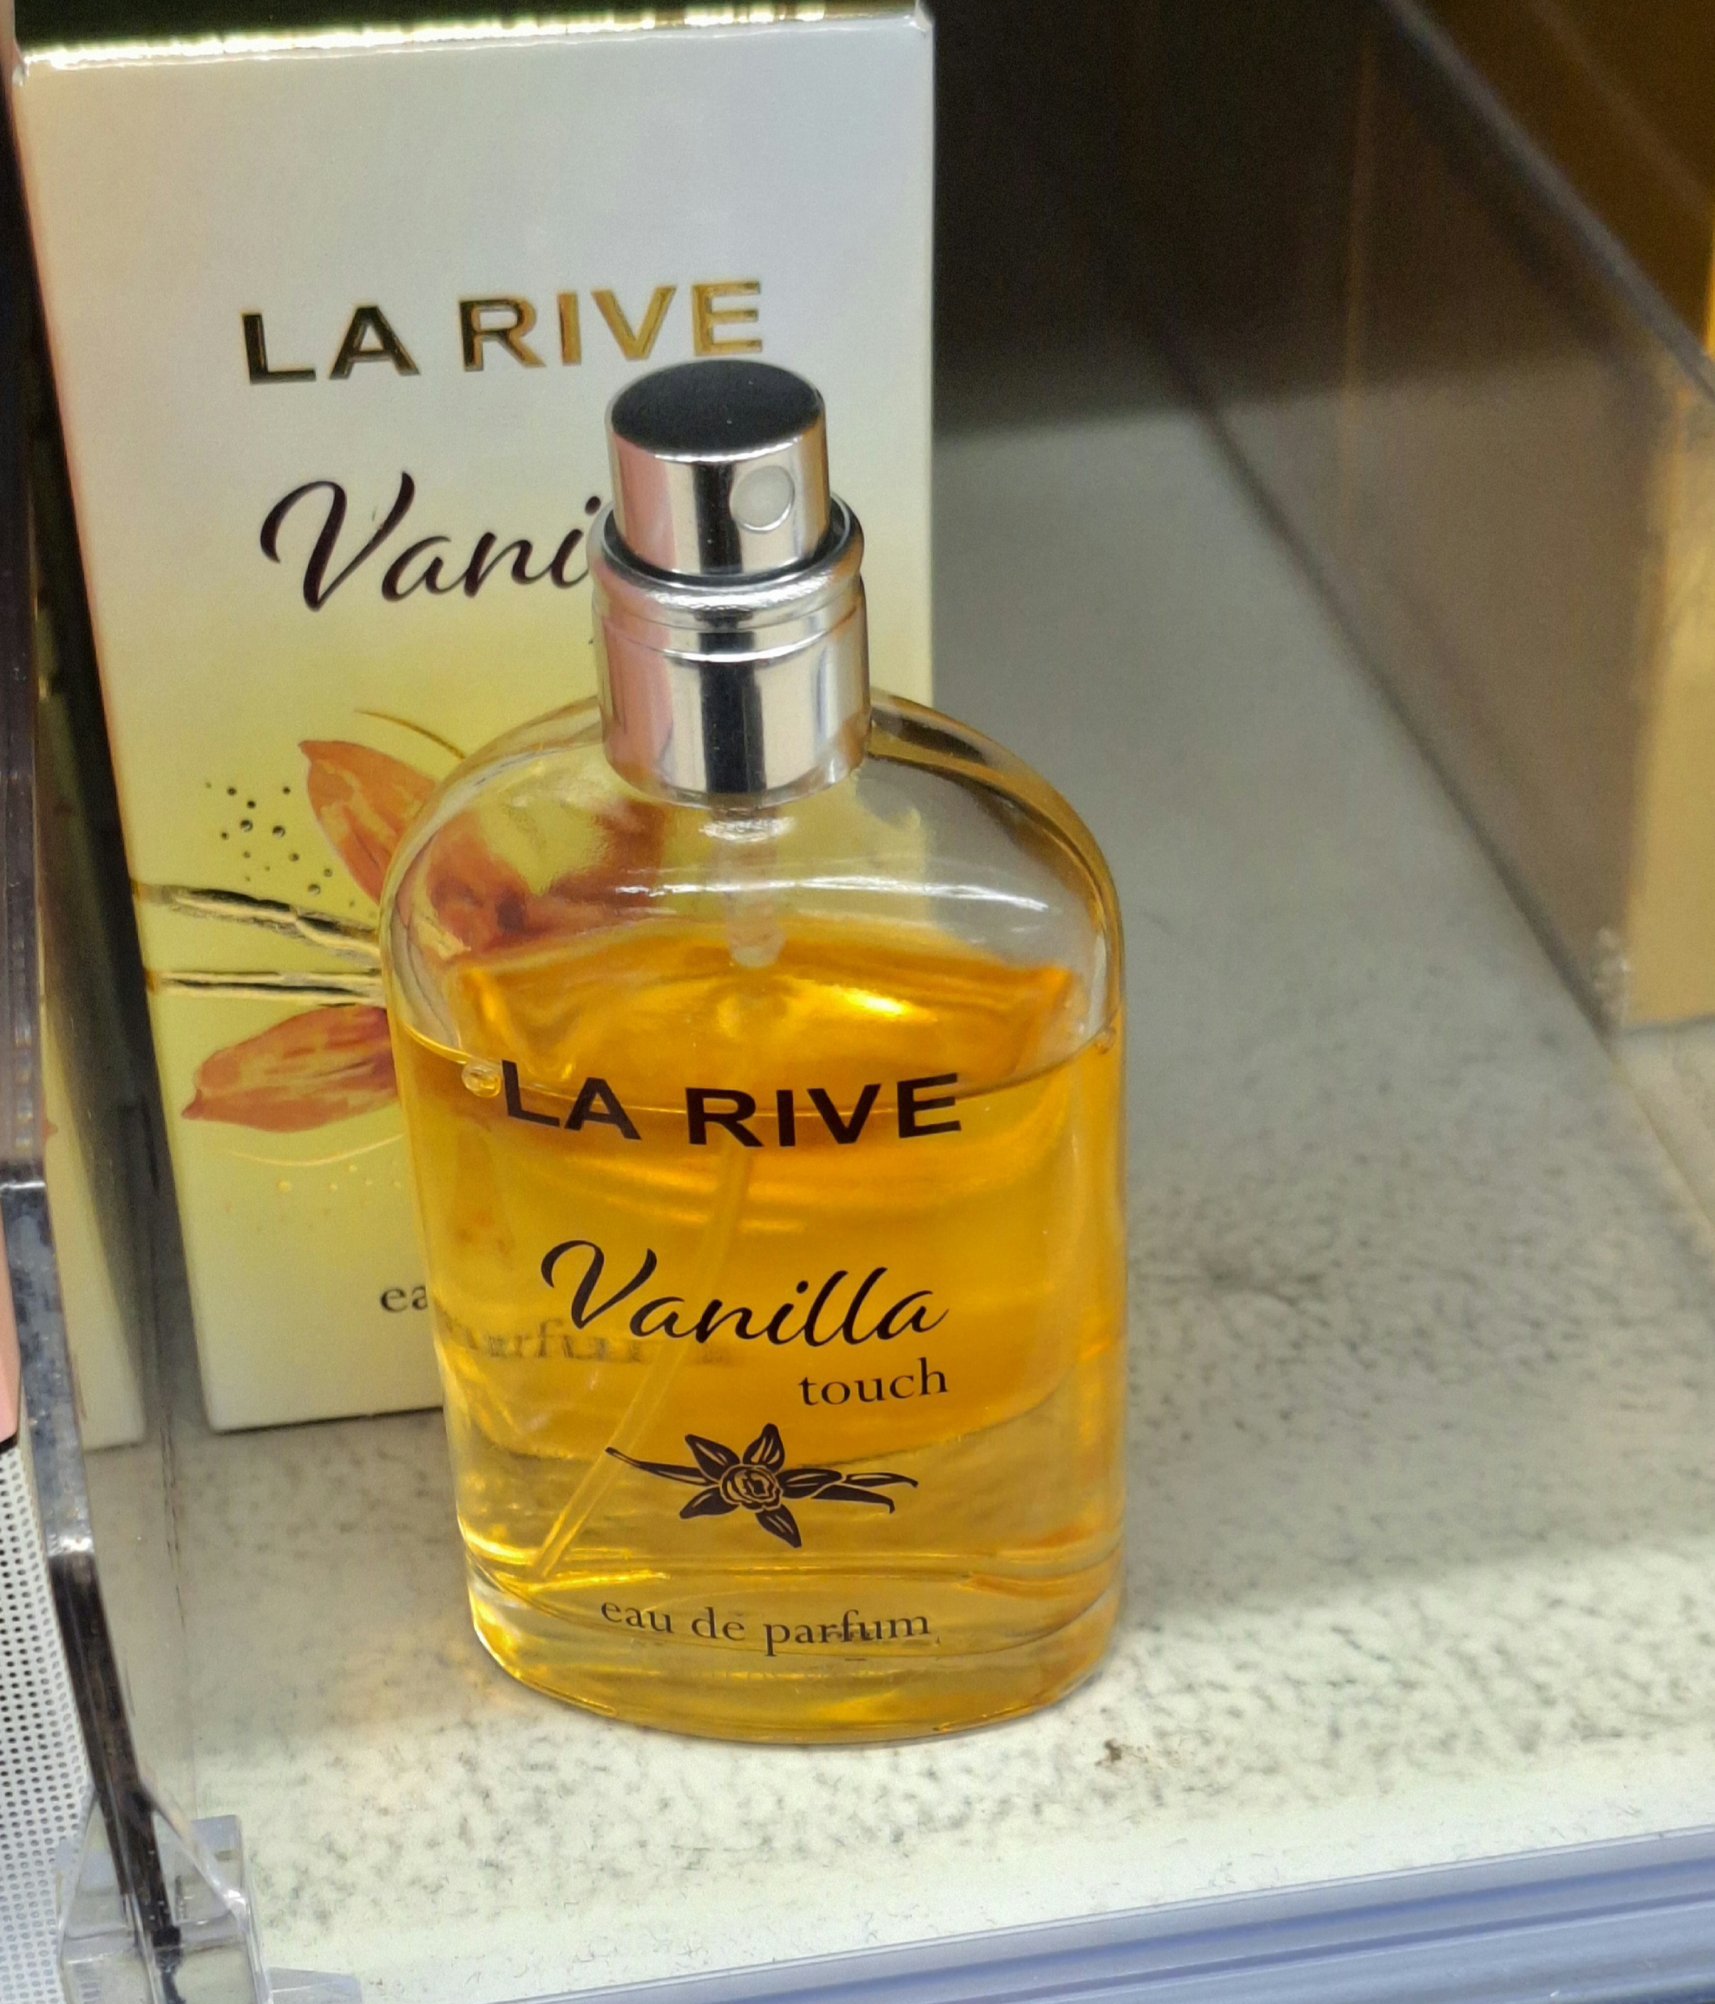 LA RIVE
LA RIVE
Vanilla
touch
eau de parfum